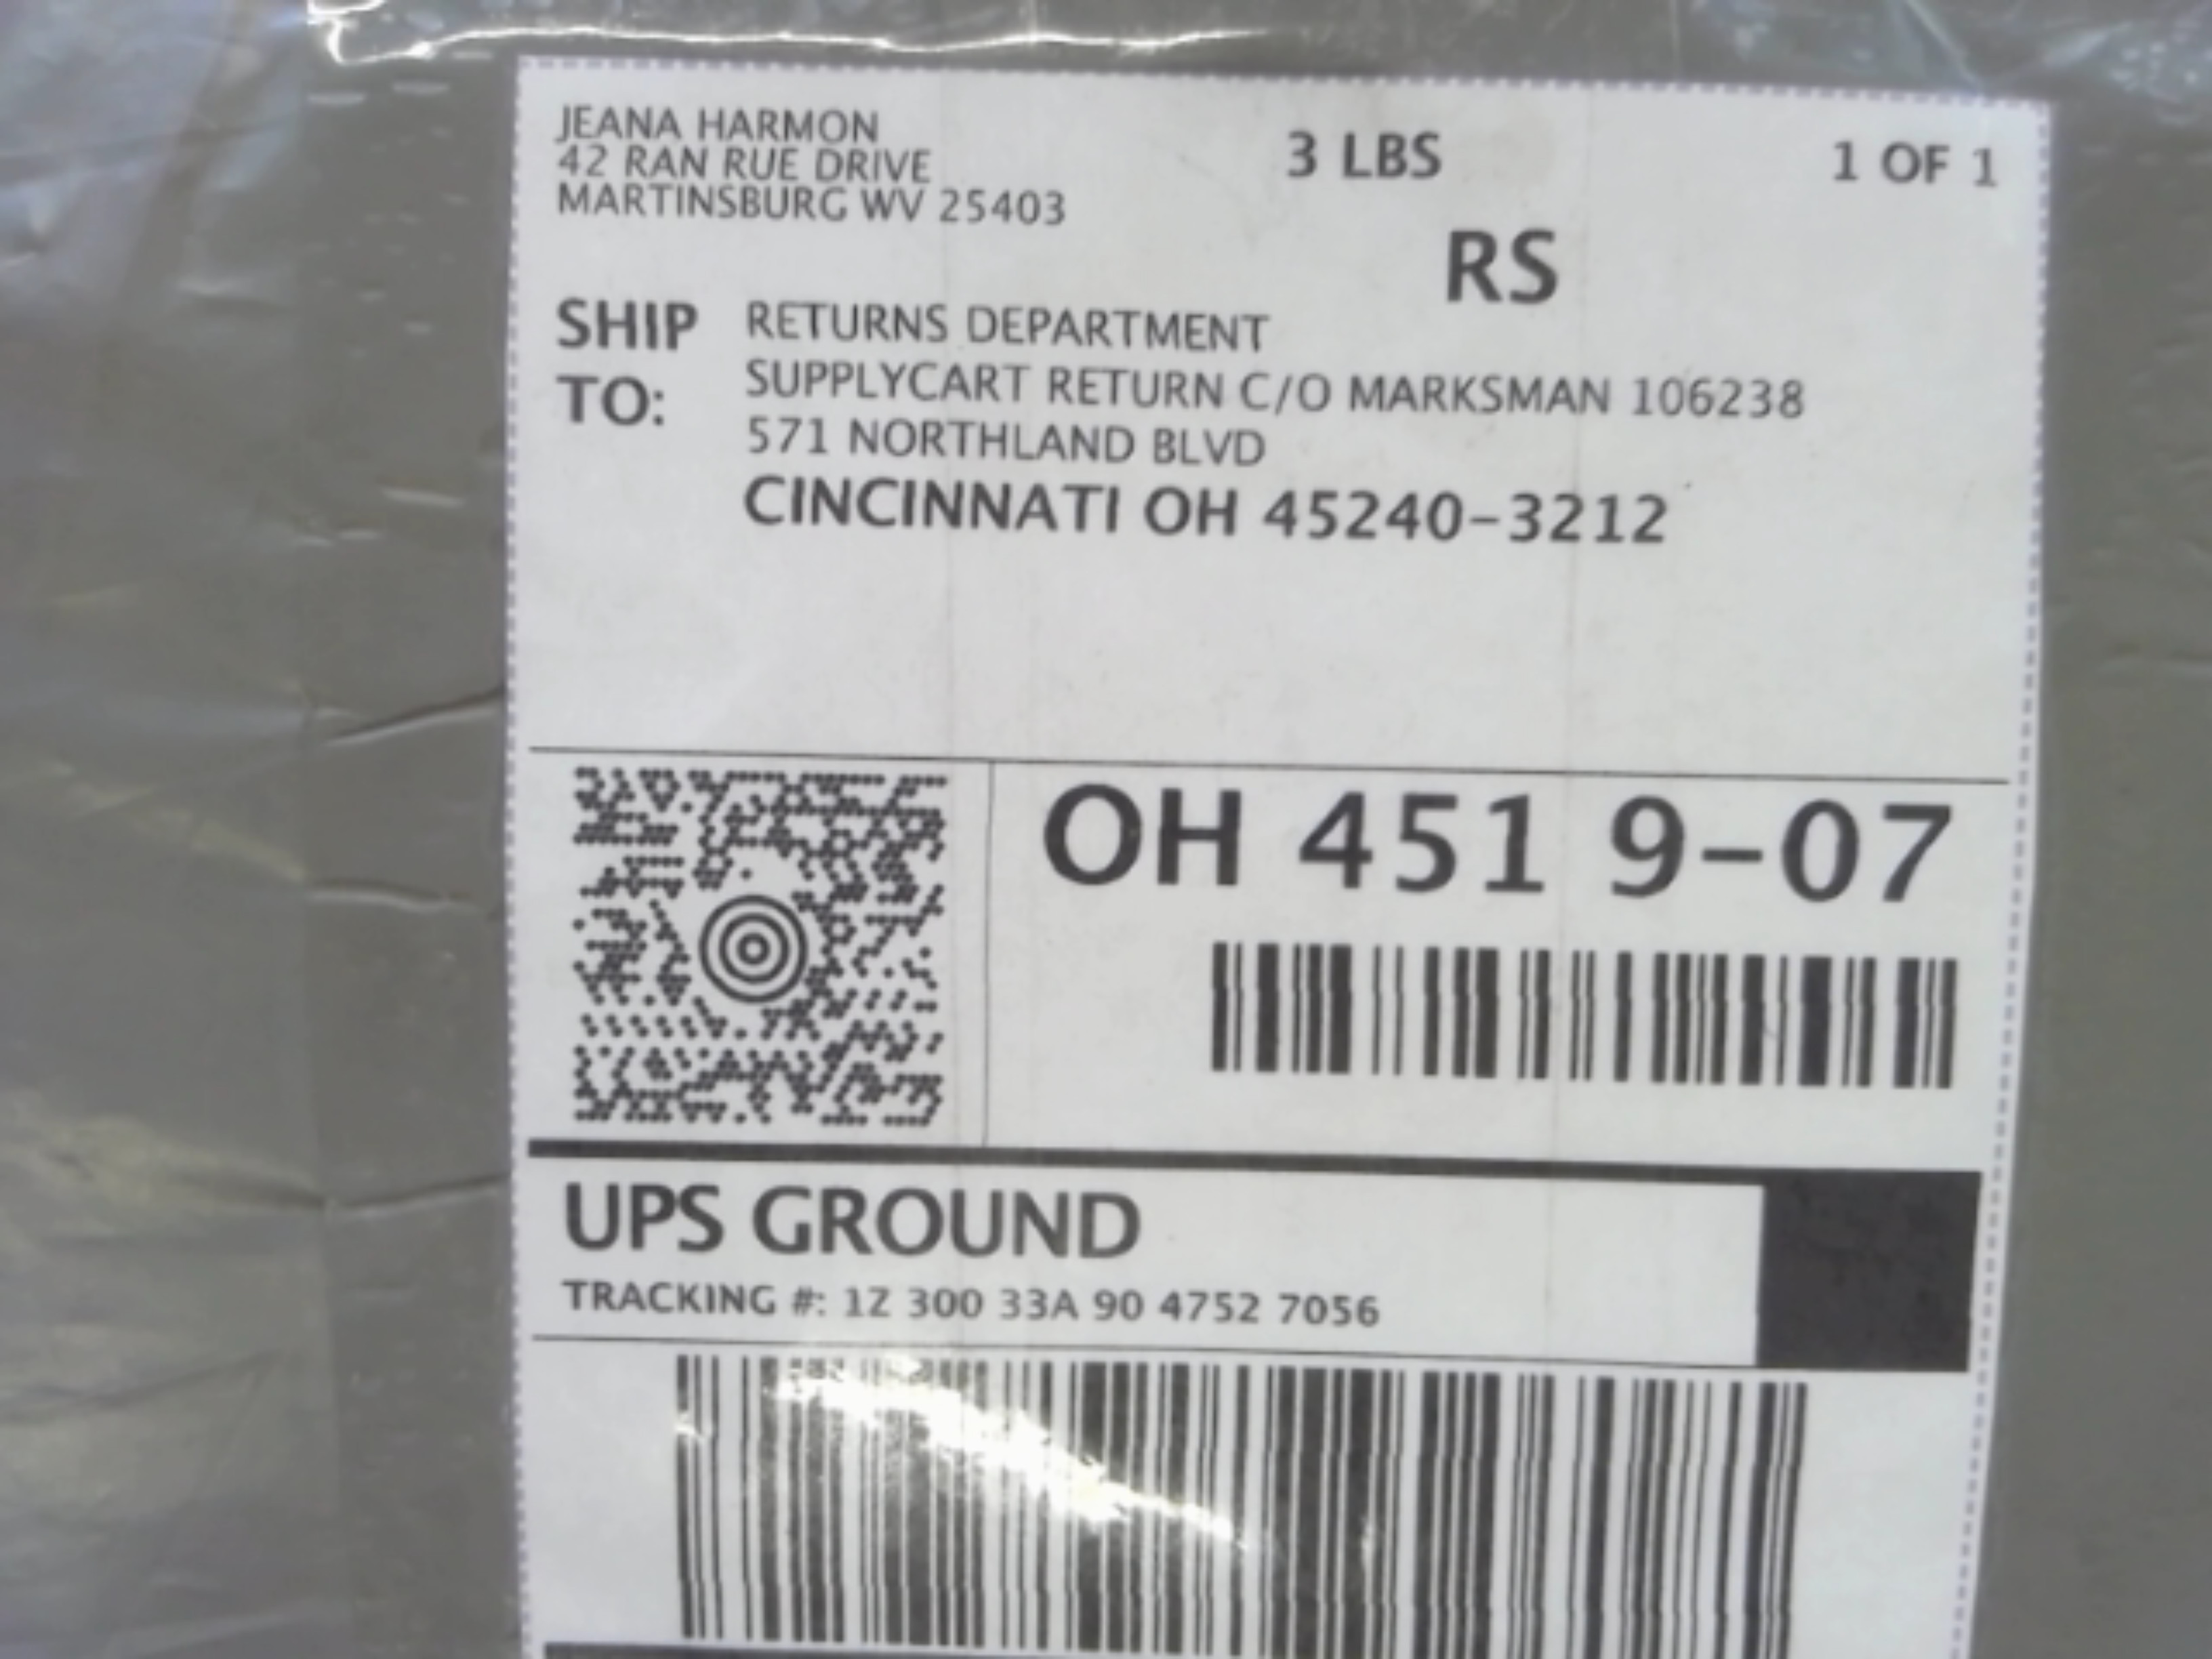 JEANA HARMON
42 RAN RUE DRIVE
MARTINSBURG WV 25403
3 LBS
1 OF 1
RS
SHIP TO:
RETURNS DEPARTMENT
SUPPLYCART RETURN C/O MARKSMAN 106238
571 NORTHLAND BLVD
CINCINNATI OH 45240-3212
OH 451 9-07
UPS GROUND
TRACKING #: 1Z 300 33A 90 4752 7056